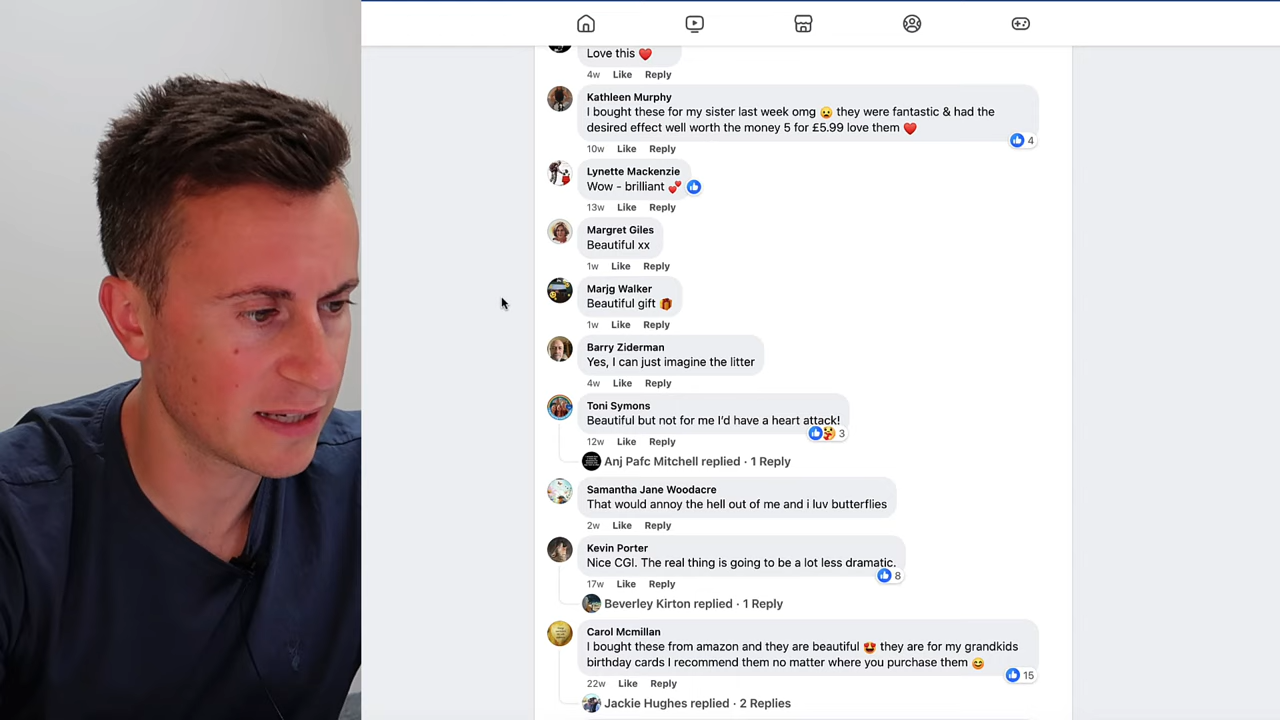 Love this ❤️
4w Like Reply
Kathleen Murphy
I bought these for my sister last week omg 😦 they were fantastic & had the
desired effect well worth the money 5 for £5.99 love them ❤️
4
10w Like Reply
Lynette Mackenzie
Wow - brilliant 💕
13w Like Reply
Margret Giles
Beautiful xx
1w Like Reply
Marjg Walker
Beautiful gift 🎁
1w Like Reply
Barry Ziderman
Yes, I can just imagine the litter
4w Like Reply
Toni Symons
Beautiful but not for me I'd have a heart attack!
3
12w Like Reply
Anj Pafc Mitchell replied · 1 Reply
Samantha Jane Woodacre
That would annoy the hell out of me and i luv butterflies
2w Like Reply
Kevin Porter
Nice CGI. The real thing is going to be a lot less dramatic.
8
17w Like Reply
Beverley Kirton replied · 1 Reply
Carol Mcmillan
I bought these from amazon and they are beautiful 😍 they are for my grandkids
birthday cards I recommend them no matter where you purchase them 😊
15
22w Like Reply
Jackie Hughes replied · 2 Replies